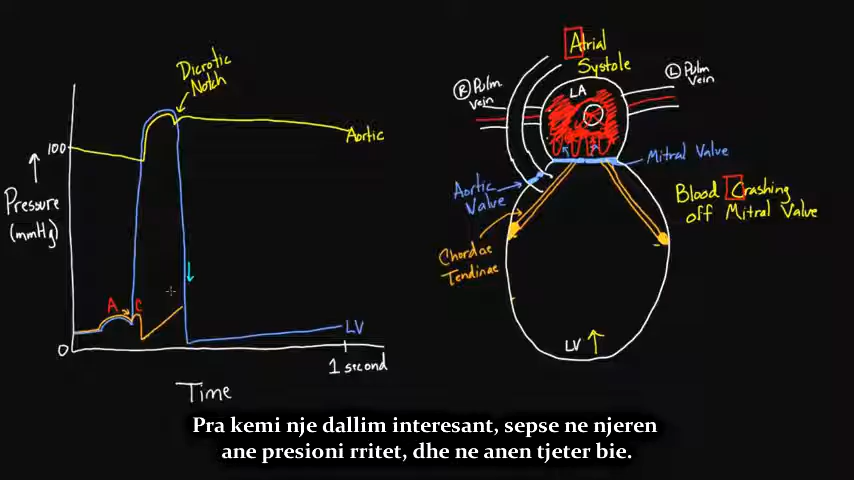 Dicrotic
Notch
100
Aortic
Pressure
(mmHg)
A
C
LV
0
1 second
Time
Atrial
Systole
R Pulm
vein
LA
L Pulm
vein
Mitral Valve
Aortic
Valve
Blood Crashing
off Mitral Valve
Chordae
Tendinae
LV
Pra kemi nje dallim interesant, sepse ne njeren
ane presioni rritet, dhe ne anen tjeter bie.